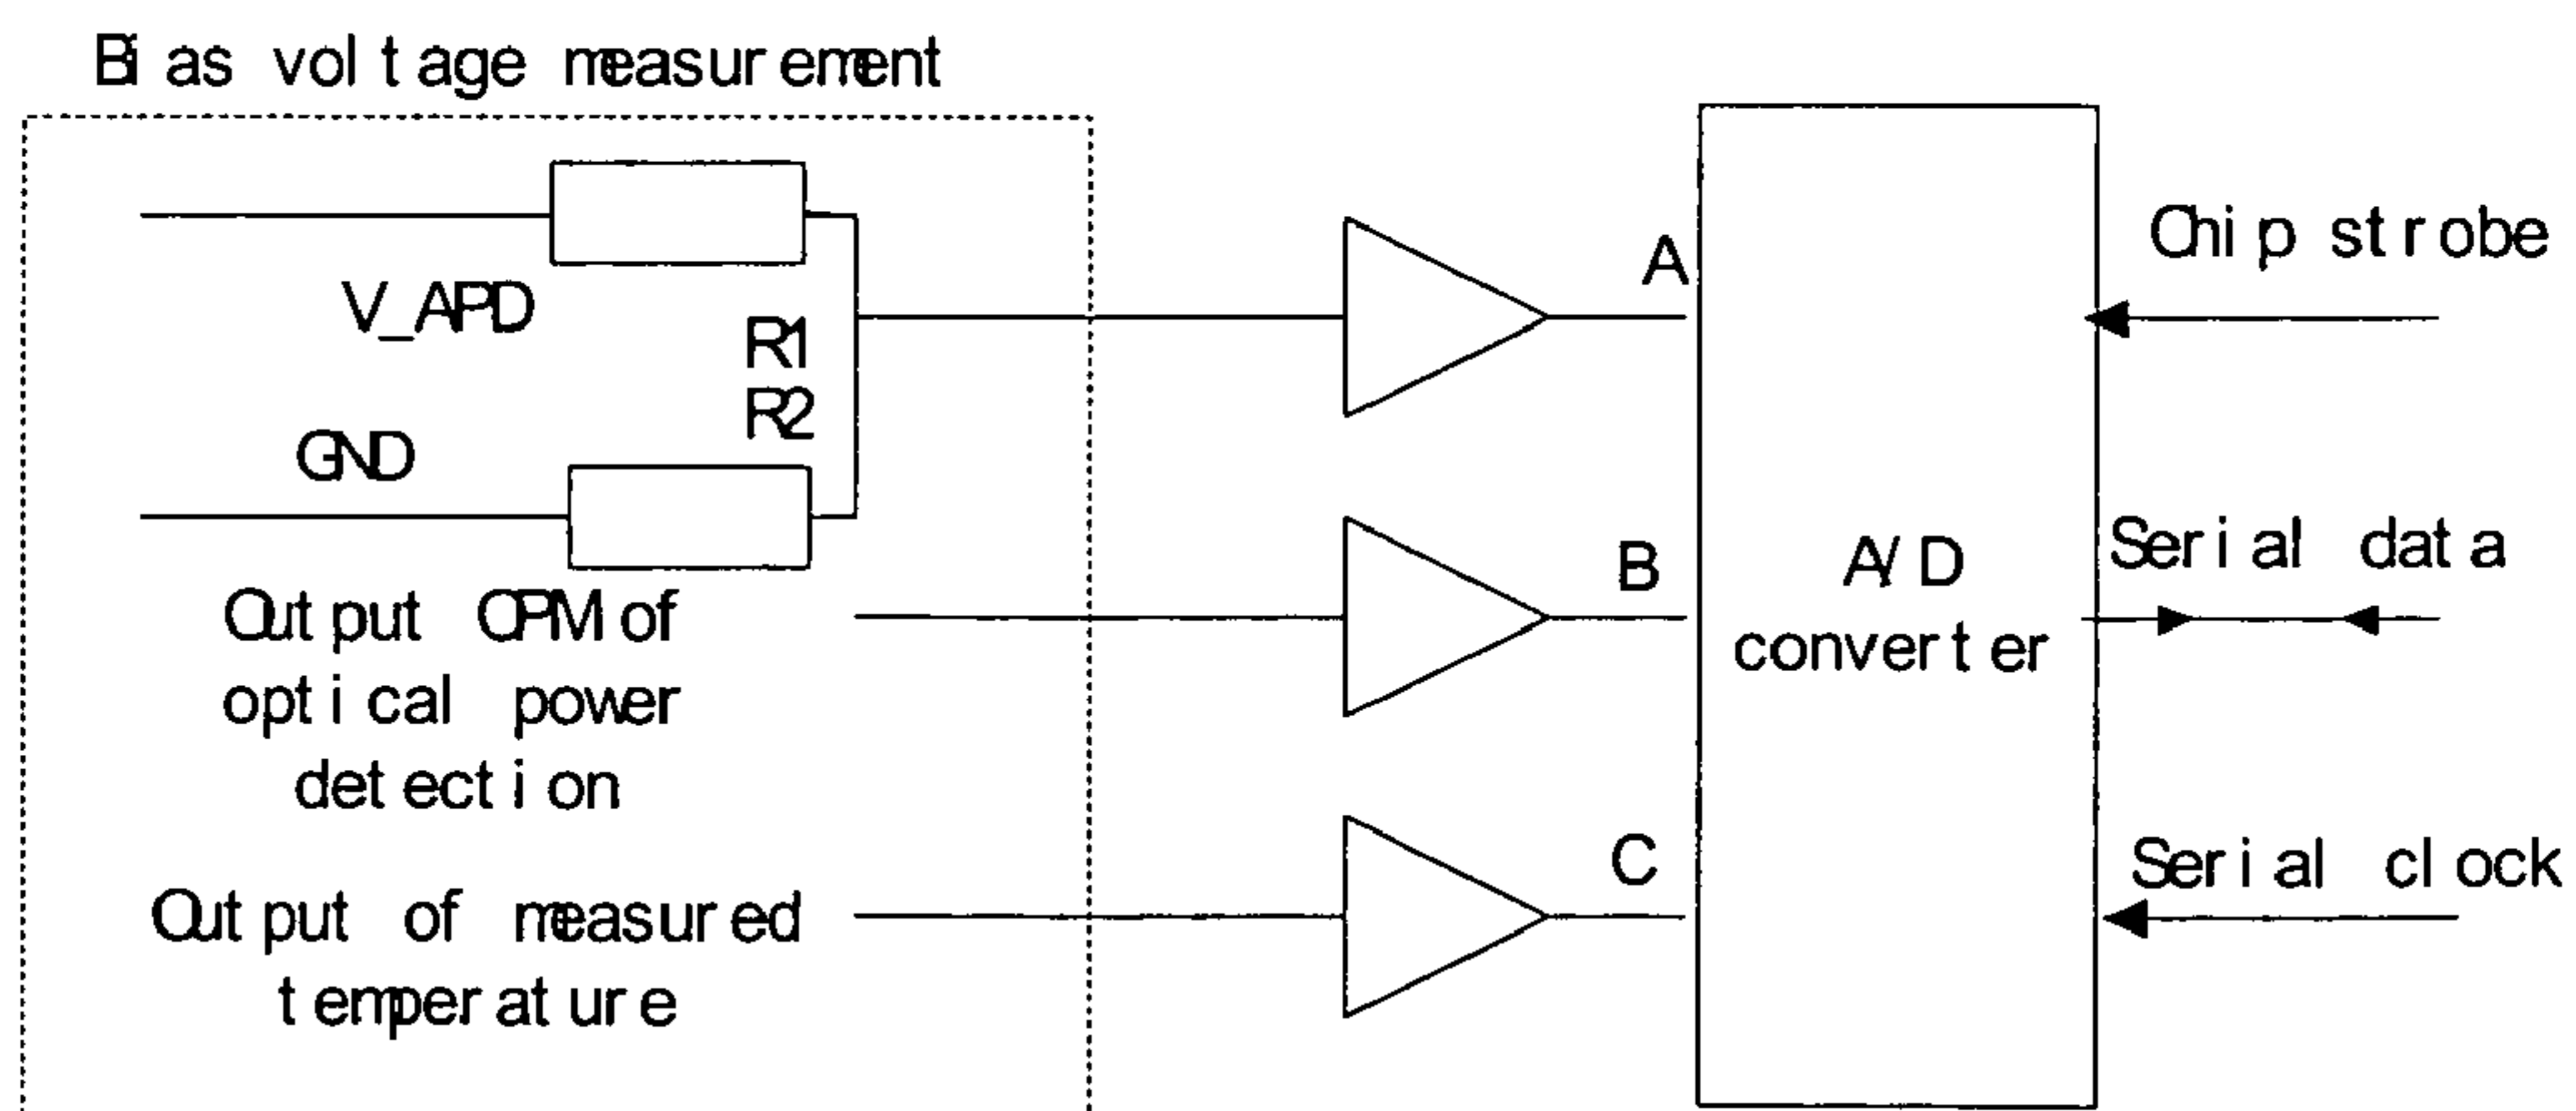 Bias voltage measurement
V_APD
R1
R2
GND
Output OPM of
optical power
detection
Output of measured
temperature
A
B
C
A/D
converter
Chip strobe
Serial data
Serial clock